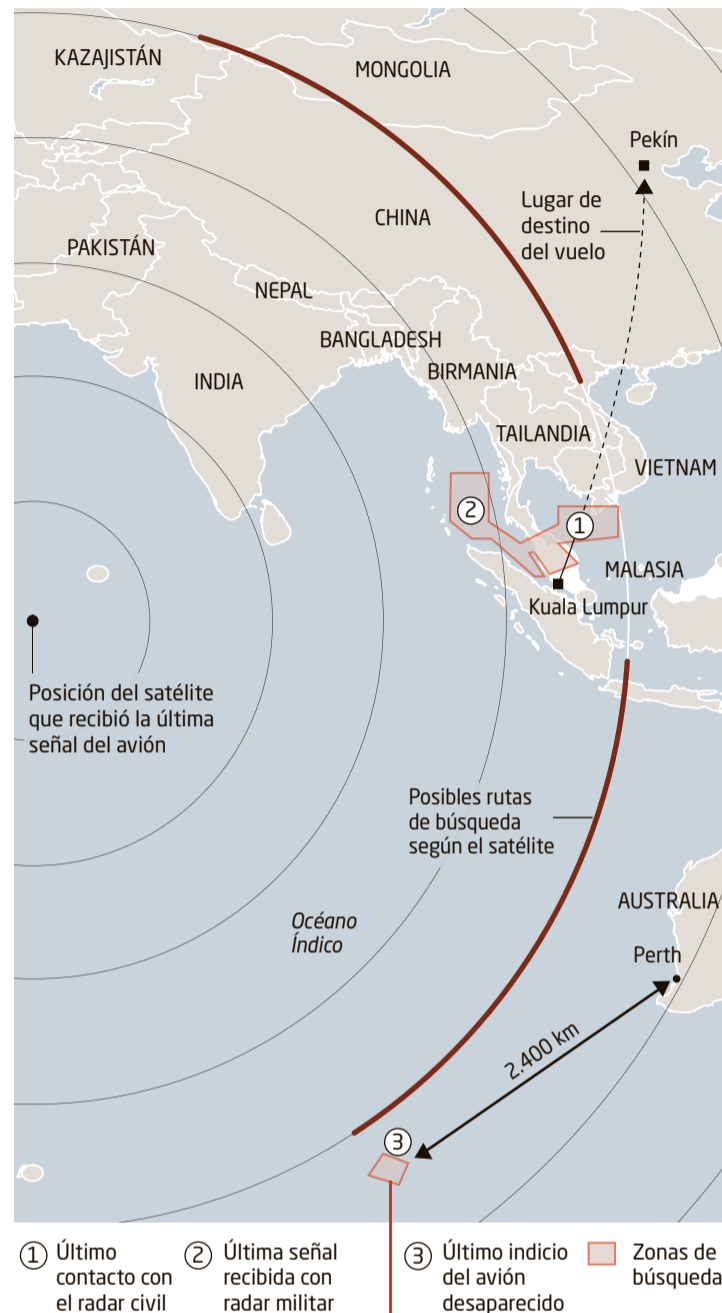 KAZAJISTÁN
MONGOLIA
Pekín
Lugar de
destino
del vuelo
CHINA
PAKISTÁN
NEPAL
BANGLADESH
INDIA
BIRMANIA
TAILANDIA
VIETNAM
2
1
MALASIA
Kuala Lumpur
Posición del satélite
que recibió la última
señal del avión
Posibles rutas
de búsqueda
según el satélite
AUSTRALIA
Océano
Índico
Perth
2.400 km
3
1 Último
contacto con
el radar civil
2 Última señal
recibida con
radar militar
3 Último indicio
del avión
desaparecido
Zonas de
búsqueda